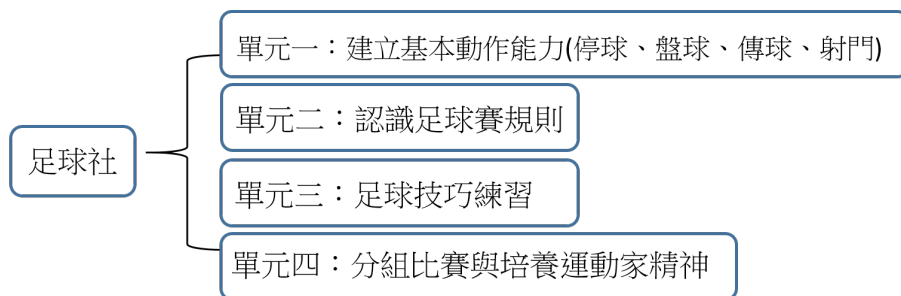 單元一：建立基本動作能力(停球、盤球、傳球、射門)
單元二：認識足球賽規則
足球社
單元三：足球技巧練習
單元四：分組比賽與培養運動家精神